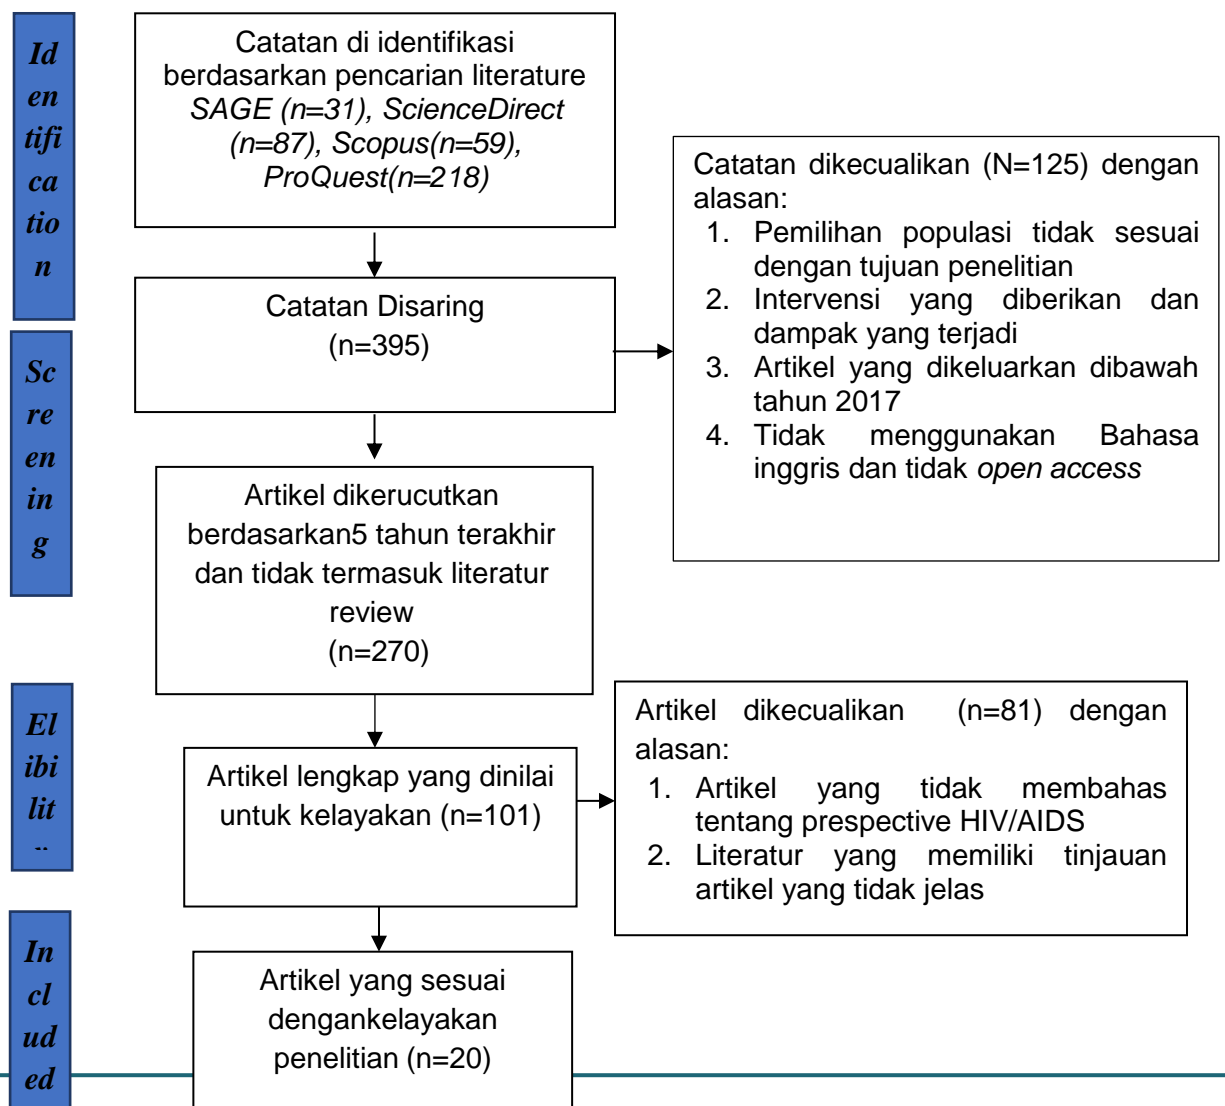 Id
en
tifi
ca
tio
n
Catatan di identifikasi
berdasarkan pencarian literature
SAGE (n=31), ScienceDirect
(n=87), Scopus(n=59),
ProQuest(n=218)
Catatan Disaring
(n=395)
Catatan dikecualikan (N=125) dengan
alasan:
1. Pemilihan populasi tidak sesuai
dengan tujuan penelitian
2. Intervensi yang diberikan dan
dampak yang terjadi
3. Artikel yang dikeluarkan dibawah
tahun 2017
4. Tidak menggunakan Bahasa
inggris dan tidak open access
Sc
re
en
in
g
Artikel dikerucutkan
berdasarkan5 tahun terakhir
dan tidak termasuk literatur
review
(n=270)
El
ibi
lit
Artikel lengkap yang dinilai
untuk kelayakan (n=101)
Artikel dikecualikan (n=81) dengan
alasan:
1. Artikel yang tidak membahas
tentang prespective HIV/AIDS
2. Literatur yang memiliki tinjauan
artikel yang tidak jelas
In
cl
ud
ed
Artikel yang sesuai
dengankelayakan
penelitian (n=20)